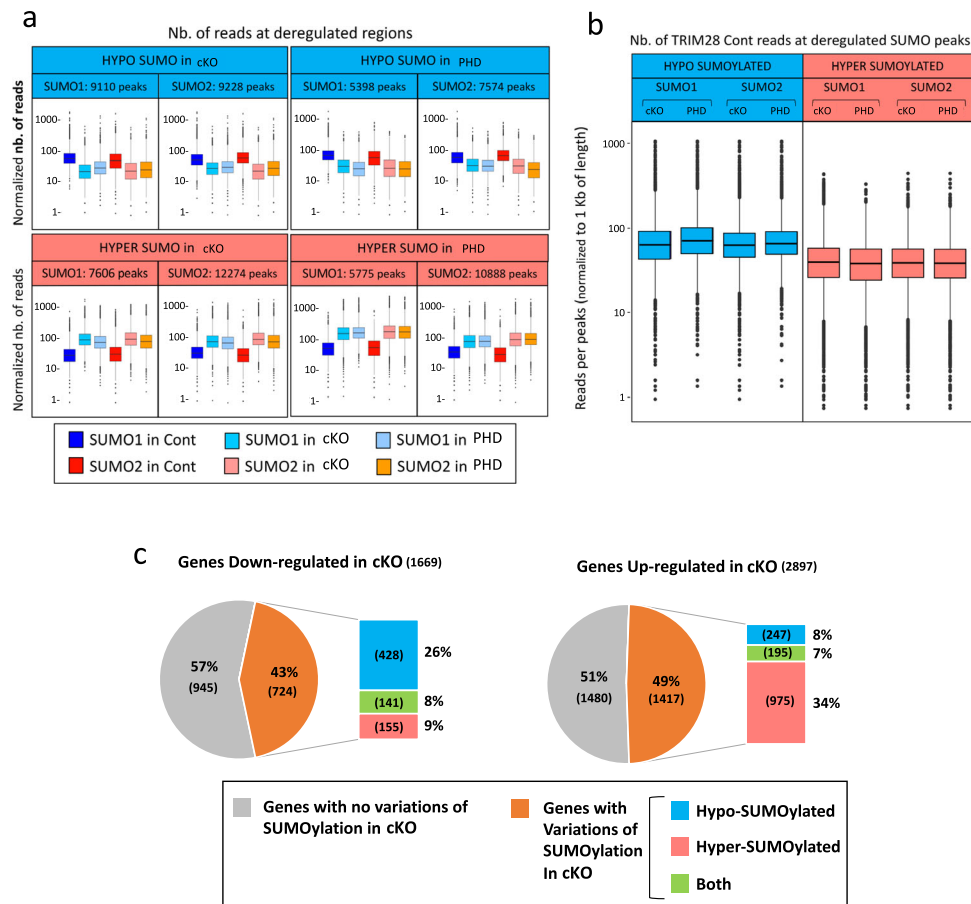 a
Nb. of reads at deregulated regions
HYPO SUMO in cKO
HYPO SUMO in PHD
SUMO1: 9110 peaks
SUMO2: 9228 peaks
SUMO1: 5398 peaks
SUMO2: 7574 peaks
Normalized nb. of reads
1000-
100-
10-
1-
HYPER SUMO in cKO
HYPER SUMO in PHD
SUMO1: 7606 peaks
SUMO2: 12274 peaks
SUMO1: 5775 peaks
SUMO2: 10888 peaks
Normalized nb. of reads
1000-
100-
10-
1-
SUMO1 in Cont
SUMO1 in cKO
SUMO1 in PHD
SUMO2 in Cont
SUMO2 in cKO
SUMO2 in PHD
b
Nb. of TRIM28 Cont reads at deregulated SUMO peaks
HYPO SUMOYLATED
HYPER SUMOYLATED
SUMO1
SUMO2
SUMO1
SUMO2
cKO
PHD
cKO
PHD
cKO
PHD
cKO
PHD
Reads per peaks (normalized to 1 Kb of length)
1000
100
10
1
c
Genes Down-regulated in cKO (1669)
57%
(945)
43%
(724)
(428)
26%
(141)
8%
(155)
9%
Genes Up-regulated in cKO (2897)
51%
(1480)
49%
(1417)
(247)
8%
(195)
7%
(975)
34%
Genes with no variations of
SUMOylation in cKO
Genes with
Variations of
SUMOylation
In cKO
Hypo-SUMOylated
Hyper-SUMOylated
Both